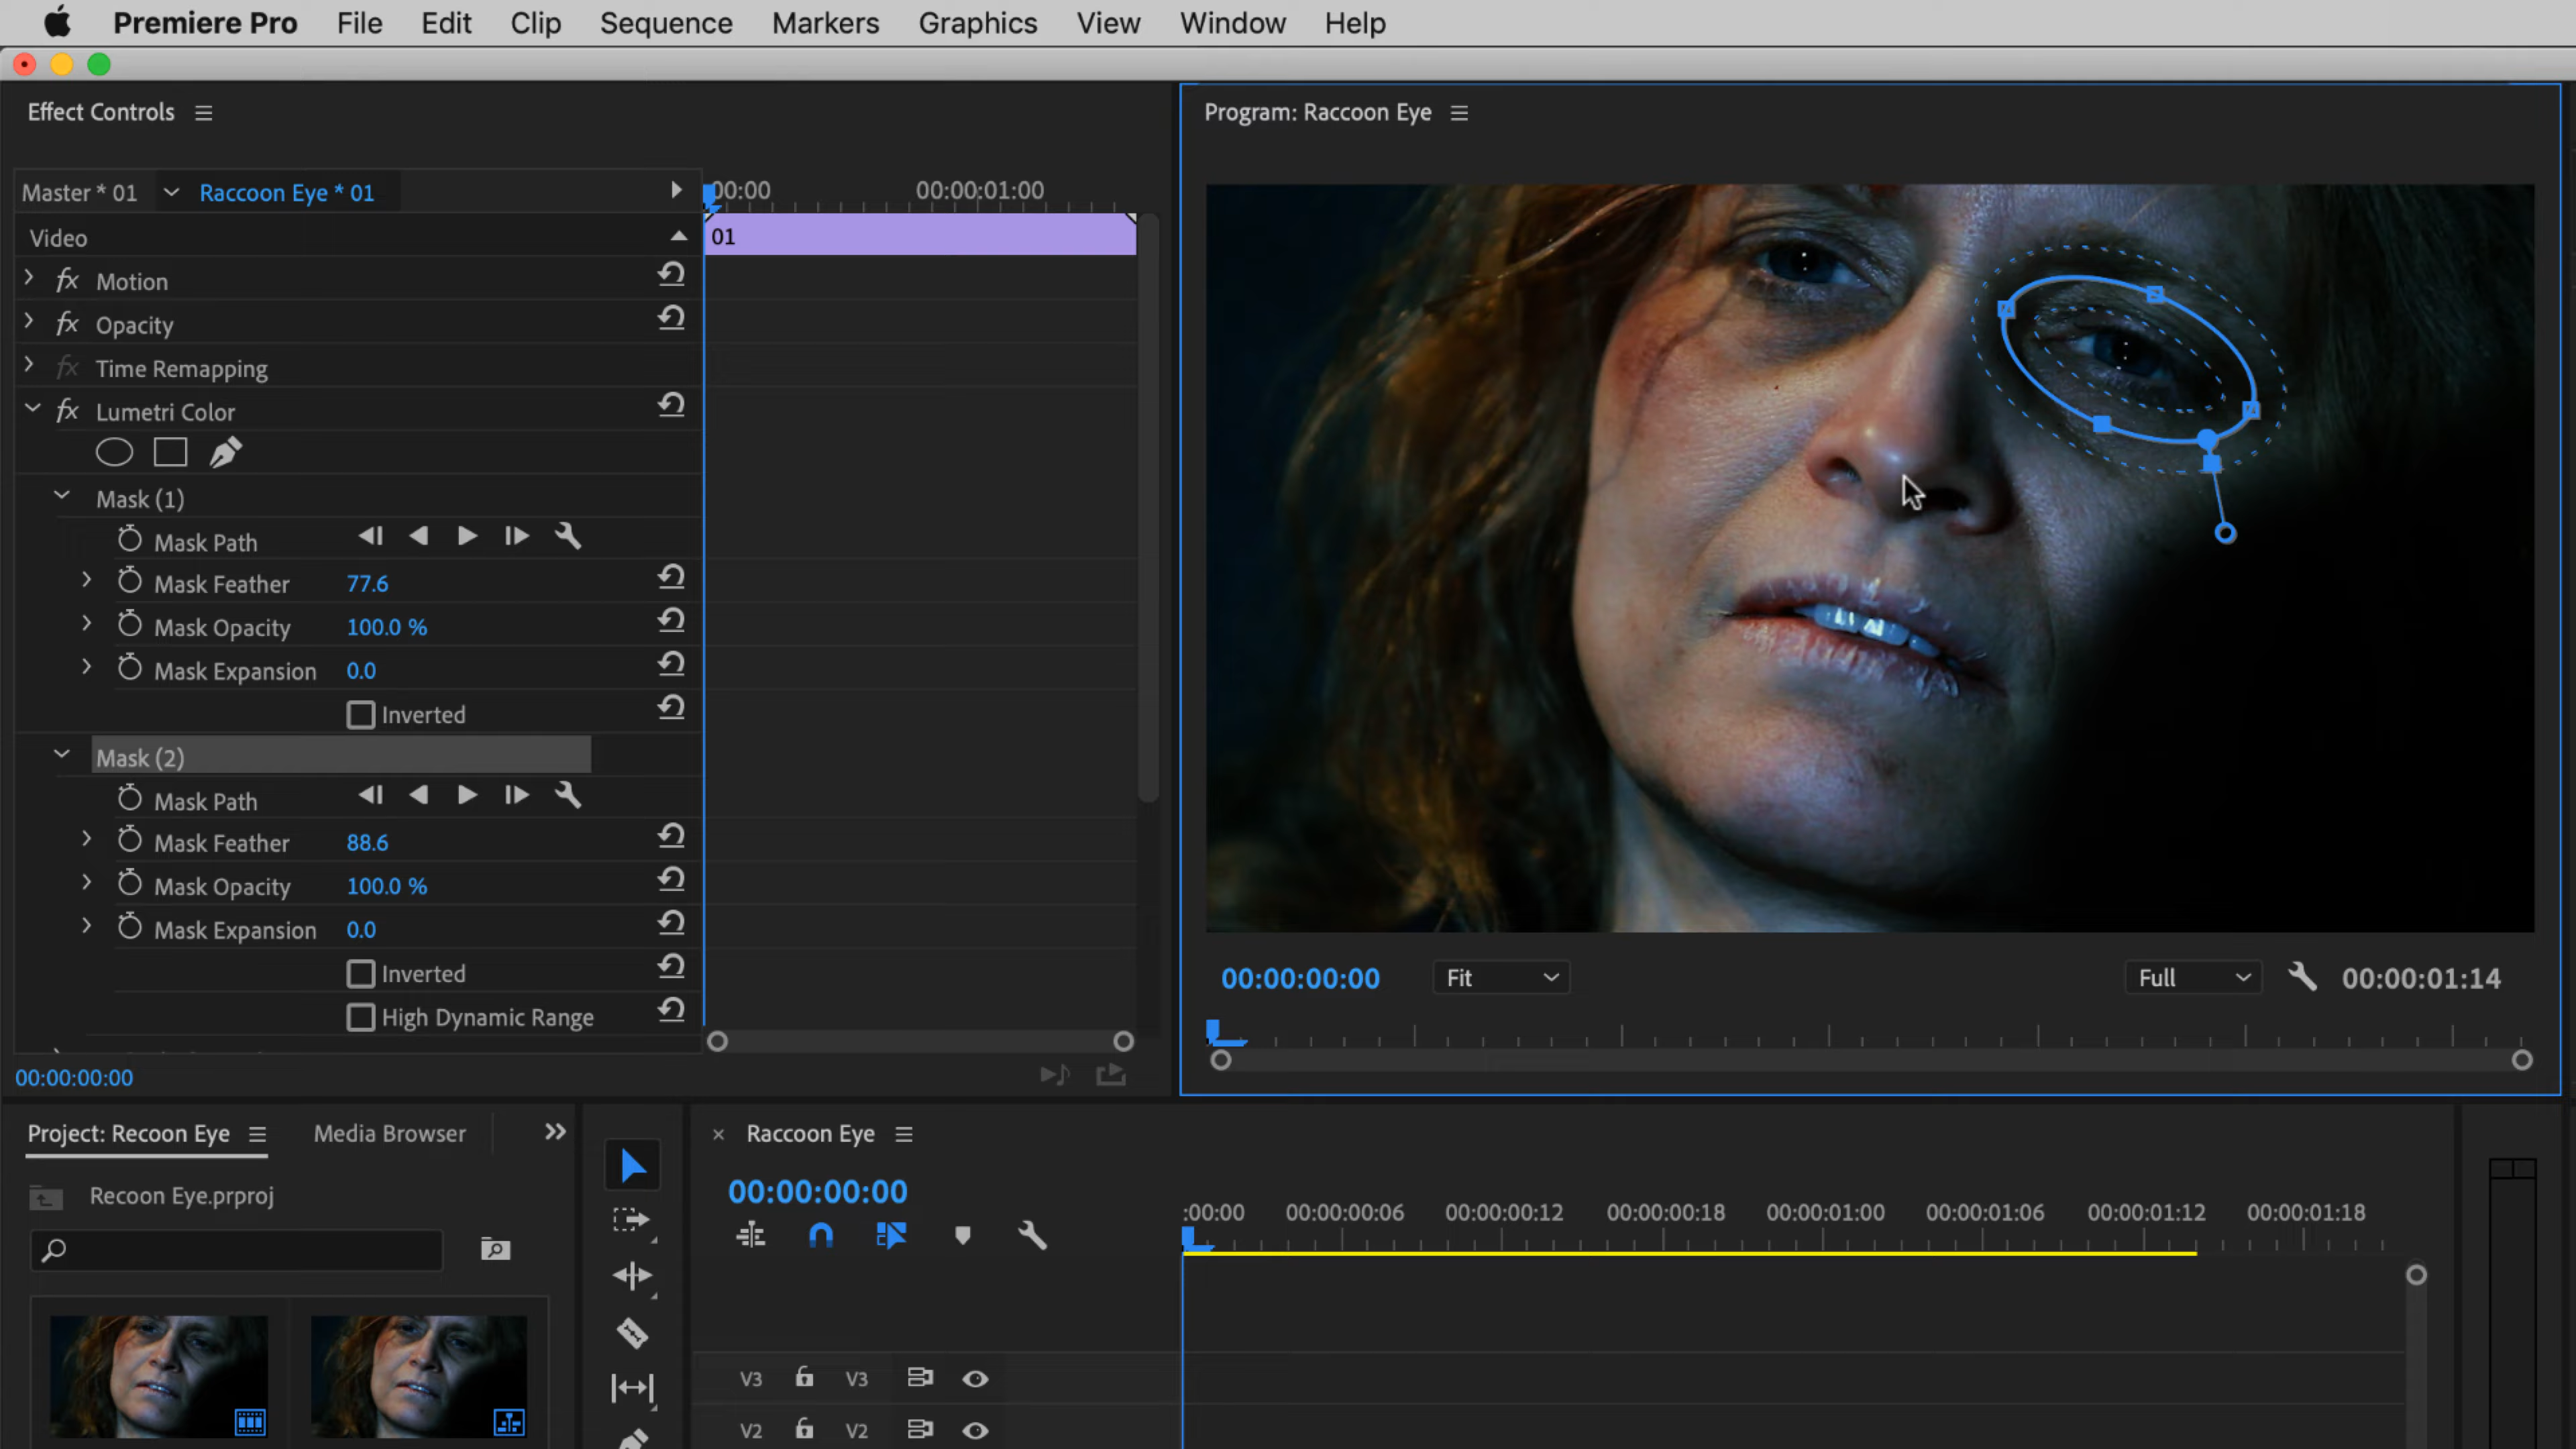 Premiere Pro File Edit Clip Sequence Markers Graphics View Window Help
Effect Controls
Master * 01 Raccoon Eye * 01
:00:00 00:00:01:00
Video
01
fx Motion
fx Opacity
fx Time Remapping
fx Lumetri Color
Mask (1)
Mask Path
Mask Feather 77.6
Mask Opacity 100.0 %
Mask Expansion 0.0
Inverted
Mask (2)
Mask Path
Mask Feather 88.6
Mask Opacity 100.0 %
Mask Expansion 0.0
Inverted
High Dynamic Range
00:00:00:00
Program: Raccoon Eye
00:00:00:00 Fit Full 00:00:01:14
Project: Recoon Eye Media Browser
Recoon Eye.prproj
Raccoon Eye
00:00:00:00
:00:00 00:00:00:06 00:00:00:12 00:00:00:18 00:00:01:00 00:00:01:06 00:00:01:12 00:00:01:18
V3 V3
V2 V2